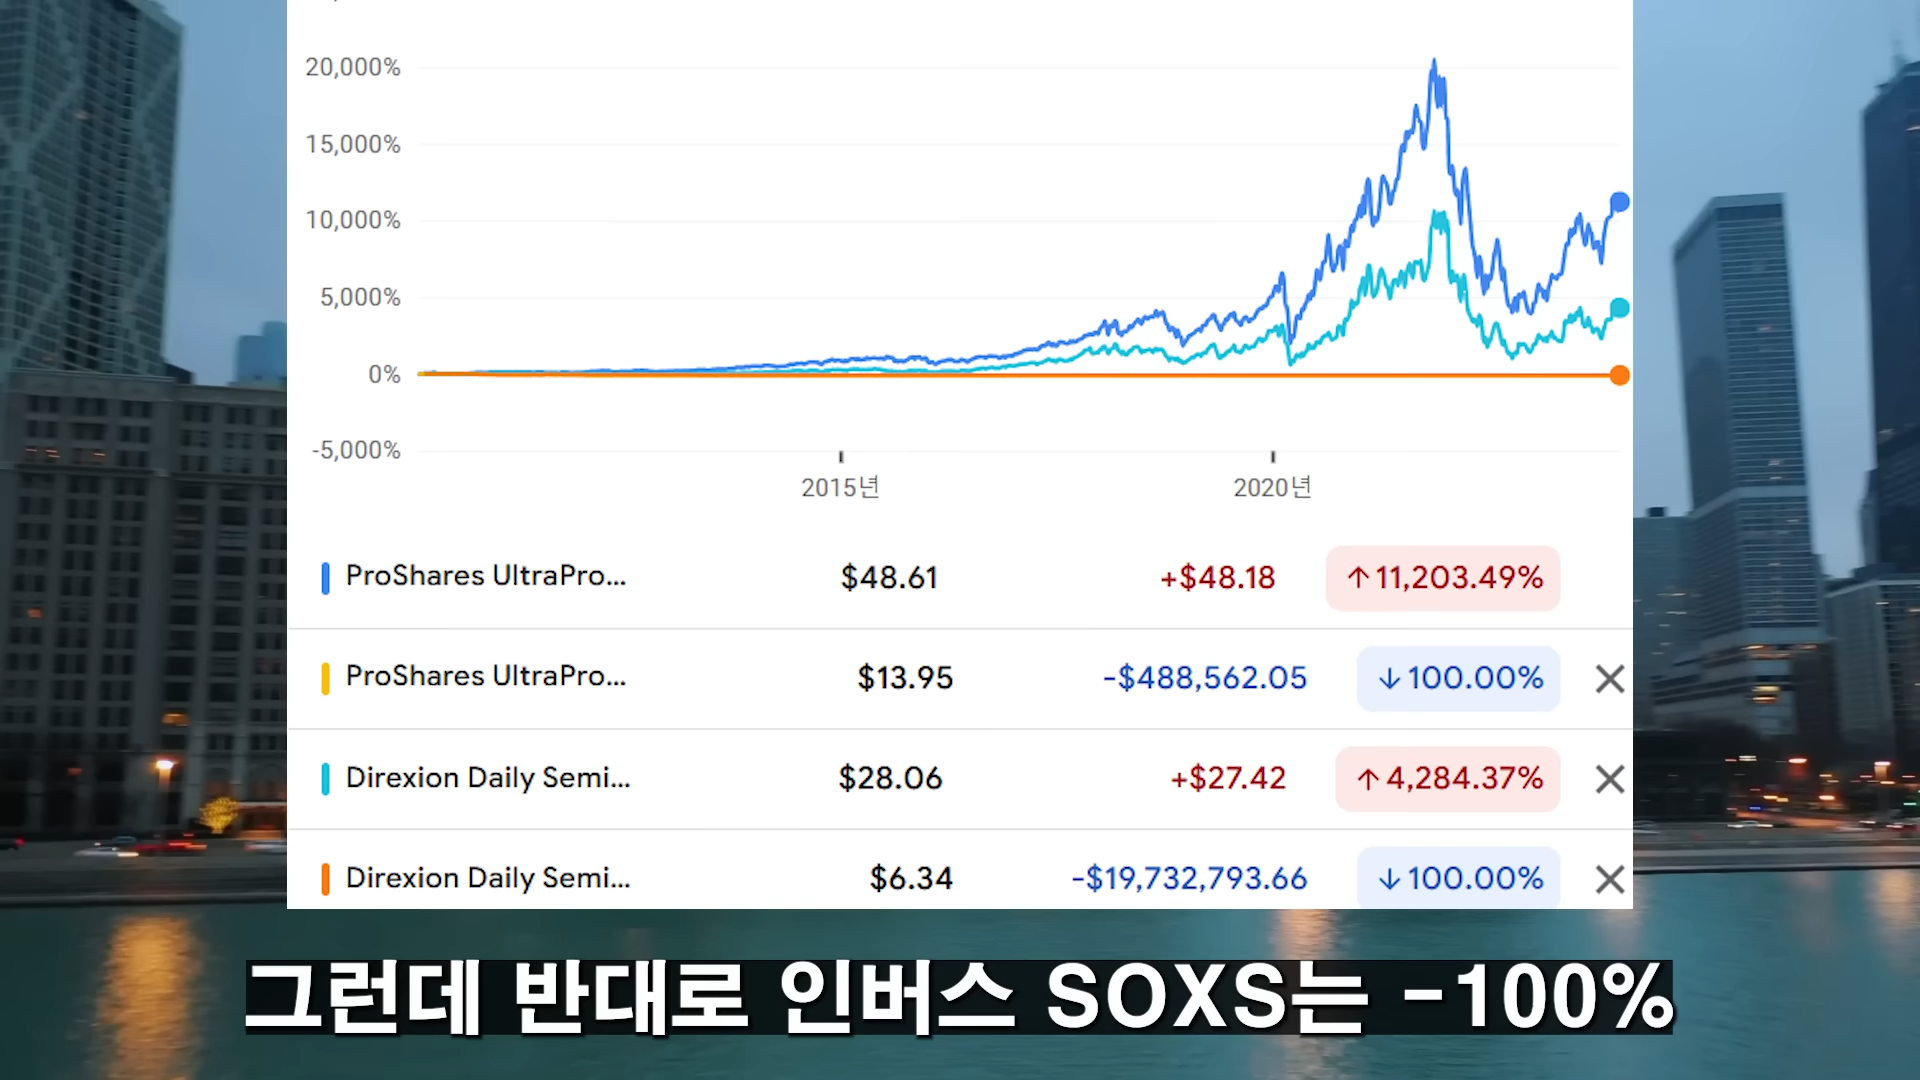 20,000%
15,000%
10,000%
5,000%
0%
-5,000%
2015년 2020년
ProShares UltraPro... $48.61 +$48.18 ↑11,203.49%
ProShares UltraPro... $13.95 -$488,562.05 ↓100.00%
Direxion Daily Semi... $28.06 +$27.42 ↑4,284.37%
Direxion Daily Semi... $6.34 -$19,732,793.66 ↓100.00%
그런데 반대로 인버스 SOXS는 -100%